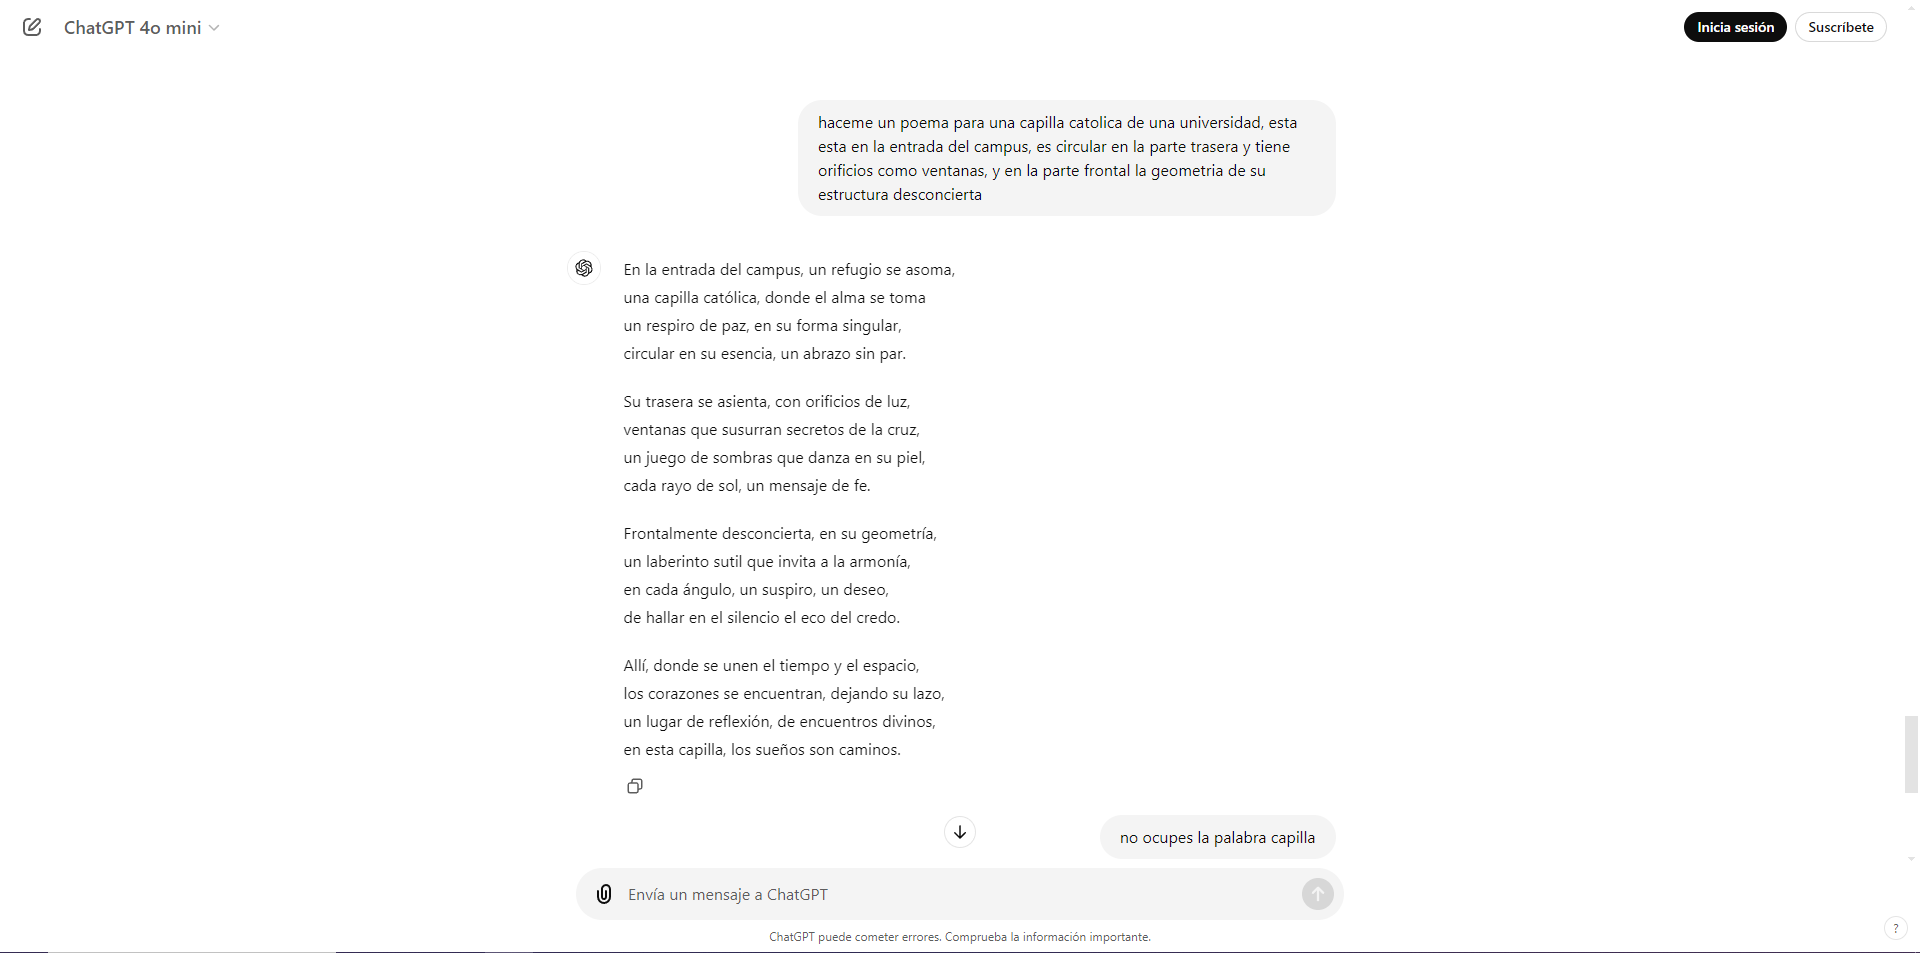 ChatGPT 4o mini
Inicia sesión
Suscríbete
haceme un poema para una capilla catolica de una universidad, esta
esta en la entrada del campus, es circular en la parte trasera y tiene
orificios como ventanas, y en la parte frontal la geometria de su
estructura desconcierta
En la entrada del campus, un refugio se asoma,
una capilla católica, donde el alma se toma
un respiro de paz, en su forma singular,
circular en su esencia, un abrazo sin par.
Su trasera se asienta, con orificios de luz,
ventanas que susurran secretos de la cruz,
un juego de sombras que danza en su piel,
cada rayo de sol, un mensaje de fe.
Frontalmente desconcierta, en su geometría,
un laberinto sutil que invita a la armonía,
en cada ángulo, un suspiro, un deseo,
de hallar en el silencio el eco del credo.
Allí, donde se unen el tiempo y el espacio,
los corazones se encuentran, dejando su lazo,
un lugar de reflexión, de encuentros divinos,
en esta capilla, los sueños son caminos.
no ocupes la palabra capilla
Envía un mensaje a ChatGPT
ChatGPT puede cometer errores. Comprueba la información importante.
?